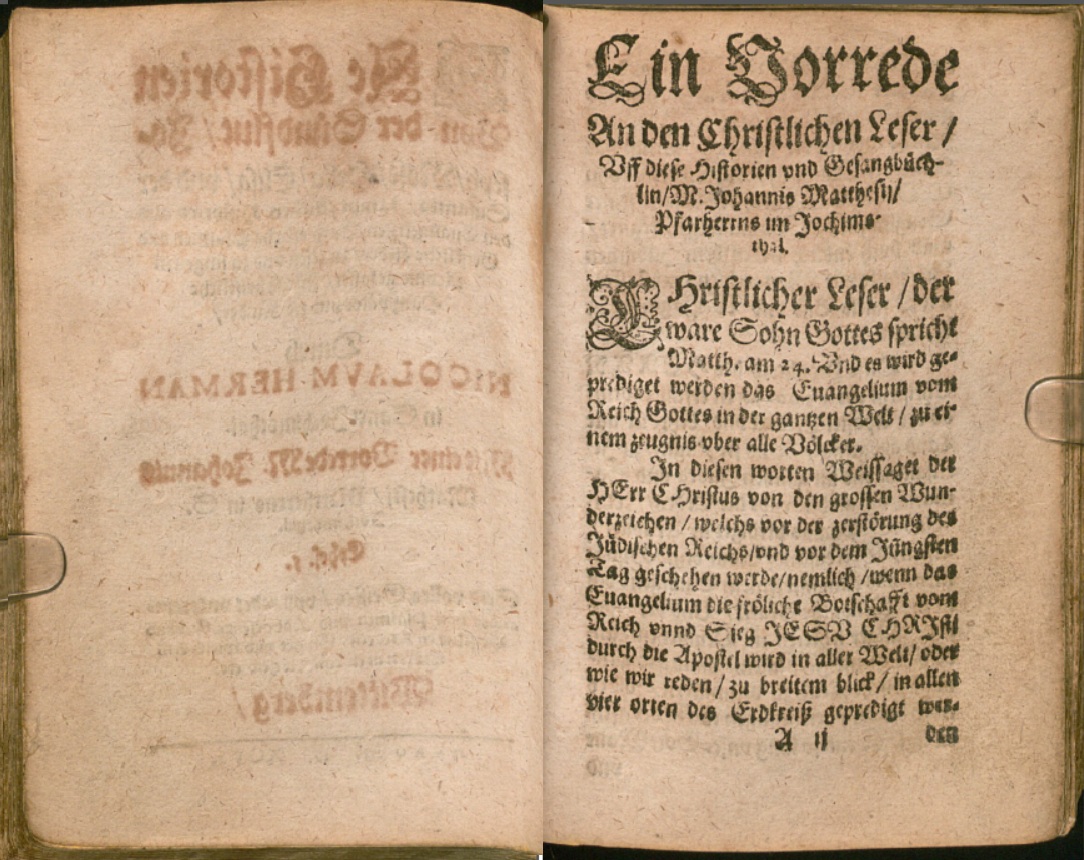 Ein Vorrede
An den Christlichen Leser /
Vff diese Historien vnd Gesangbüch-
lin/M. Johannis Matthesij/
Pfarherrns im Jochims-
thal.
CHristlicher Leser / der
ware Sohn Gottes spricht
Matth. am 24. Vnd es wird ge-
prediget werden das Euangelium vom
Reich Gottes in der gantzen Welt / zu ei-
nem zeugnis vber alle Völcker.
In diesen worten Weissaget der
HErr CHristus von den grossen Wun-
derzeichen / welchs vor der zerstörung des
Jüdischen Reichs/vnd vor dem Jüngsten
Tag geschehen werde/nemlich /wenn das
Euangelium die fröliche Botschafft vom
Reich vnnd Sieg JESV CHRJsti
durch die Apostel wird in aller Welt/ oder
wie wir reden / zu breitem blick / in allen
vier orten des Erdkreiß gepredigt wer-
A ij
den